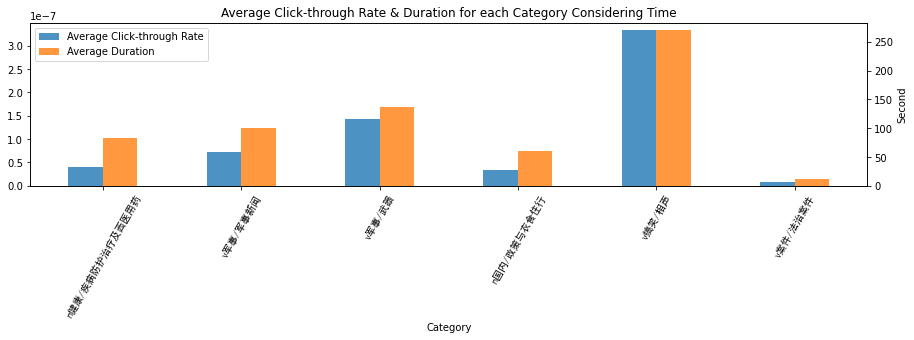 Average Click-through Rate & Duration for each Category Considering Time
1e−7
Average Click-through Rate
Average Duration
3.0
2.5
2.0
1.5
1.0
0.5
0.0
250
200
150
100
50
0
Second
n健康/疾病防护治疗及西医用药
v军事/军事新闻
v军事/武器
n国内/政策与衣食住行
v搞笑/相声
v案件/法治案件
Category